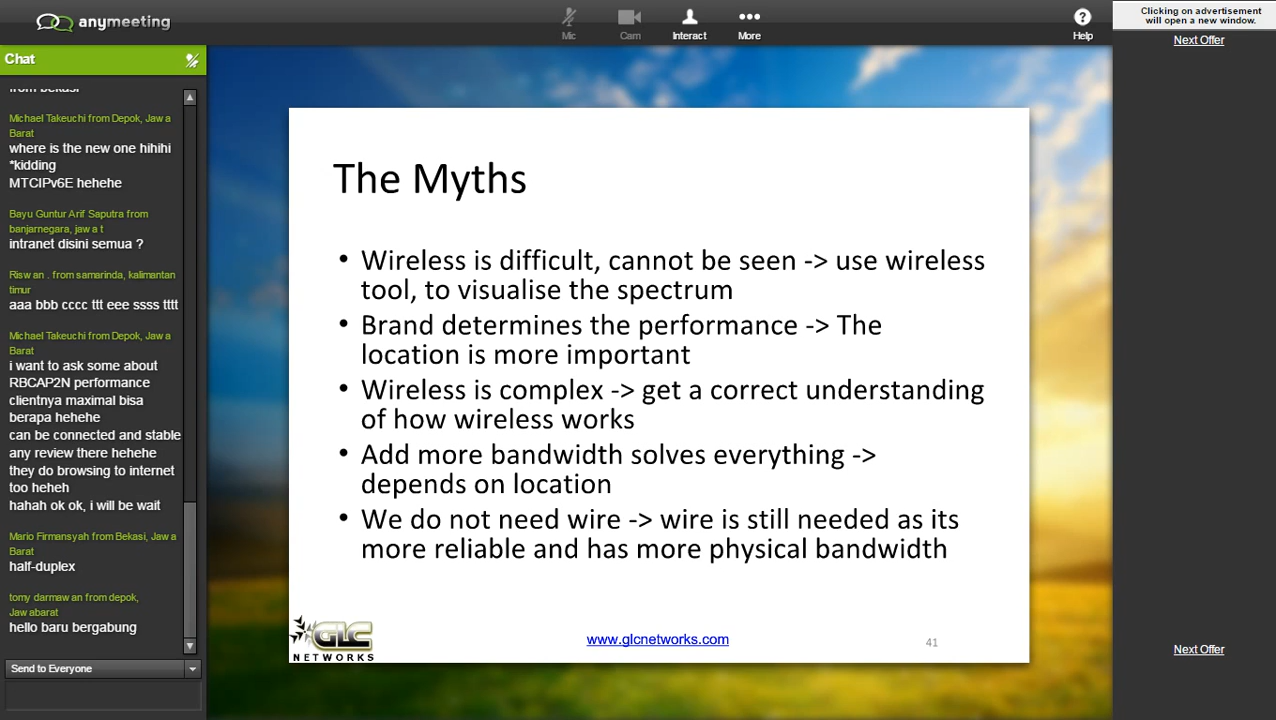 anymeeting
Mic
Cam
Interact
More
Help
Clicking on advertisement
will open a new window.
Next Offer
Chat
from bekasi
Michael Takeuchi from Depok, Jawa
Barat
where is the new one hihihi
*kidding
MTCIPv6E hehehe
Bayu Guntur Arif Saputra from
banjarnegara, jawa t
intranet disini semua ?
Riswan . from samarinda, kalimantan
timur
aaa bbb cccc ttt eee ssss tttt
Michael Takeuchi from Depok, Jawa
Barat
i want to ask some about
RBCAP2N performance
clientnya maximal bisa
berapa hehehe
can be connected and stable
any review there hehehe
they do browsing to internet
too heheh
hahah ok ok, i will be wait
Mario Firmansyah from Bekasi, Jawa
Barat
half-duplex
tomy darmawan from depok,
Jawabarat
hello baru bergabung
Send to Everyone
The Myths
• Wireless is difficult, cannot be seen -> use wireless
tool, to visualise the spectrum
• Brand determines the performance -> The
location is more important
• Wireless is complex -> get a correct understanding
of how wireless works
• Add more bandwidth solves everything ->
depends on location
• We do not need wire -> wire is still needed as its
more reliable and has more physical bandwidth
GLC
NETWORKS
www.glcnetworks.com
41
Next Offer